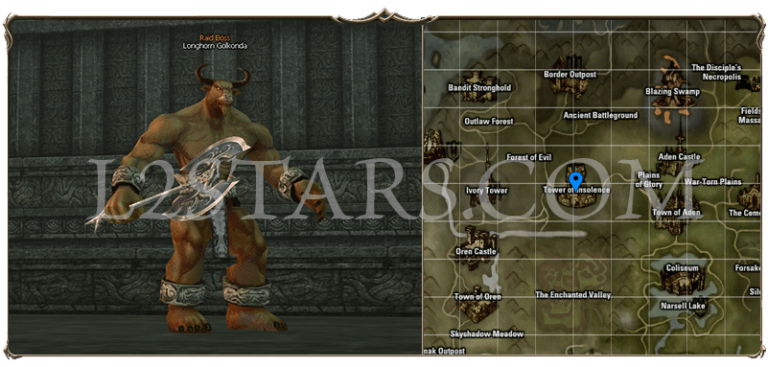 Raid Boss
Longhorn Golkonda
L2STARS.COM
The Disciple's
Necropolis
Border Outpost
Bandit Stronghold
Blazing Swamp
Ancient Battleground
Fields
Massa
Outlaw Forest
Forest of Evil
Aden Castle
Plains
of Glory
War-Torn Plains
Ivory Tower
Tower of Insolence
Town of Aden
The Ceme
Oren Castle
Coliseum
Forsake
Town of Oren
The Enchanted Valley
Sil
Narsell Lake
Skyshadow Meadow
nak Outpost